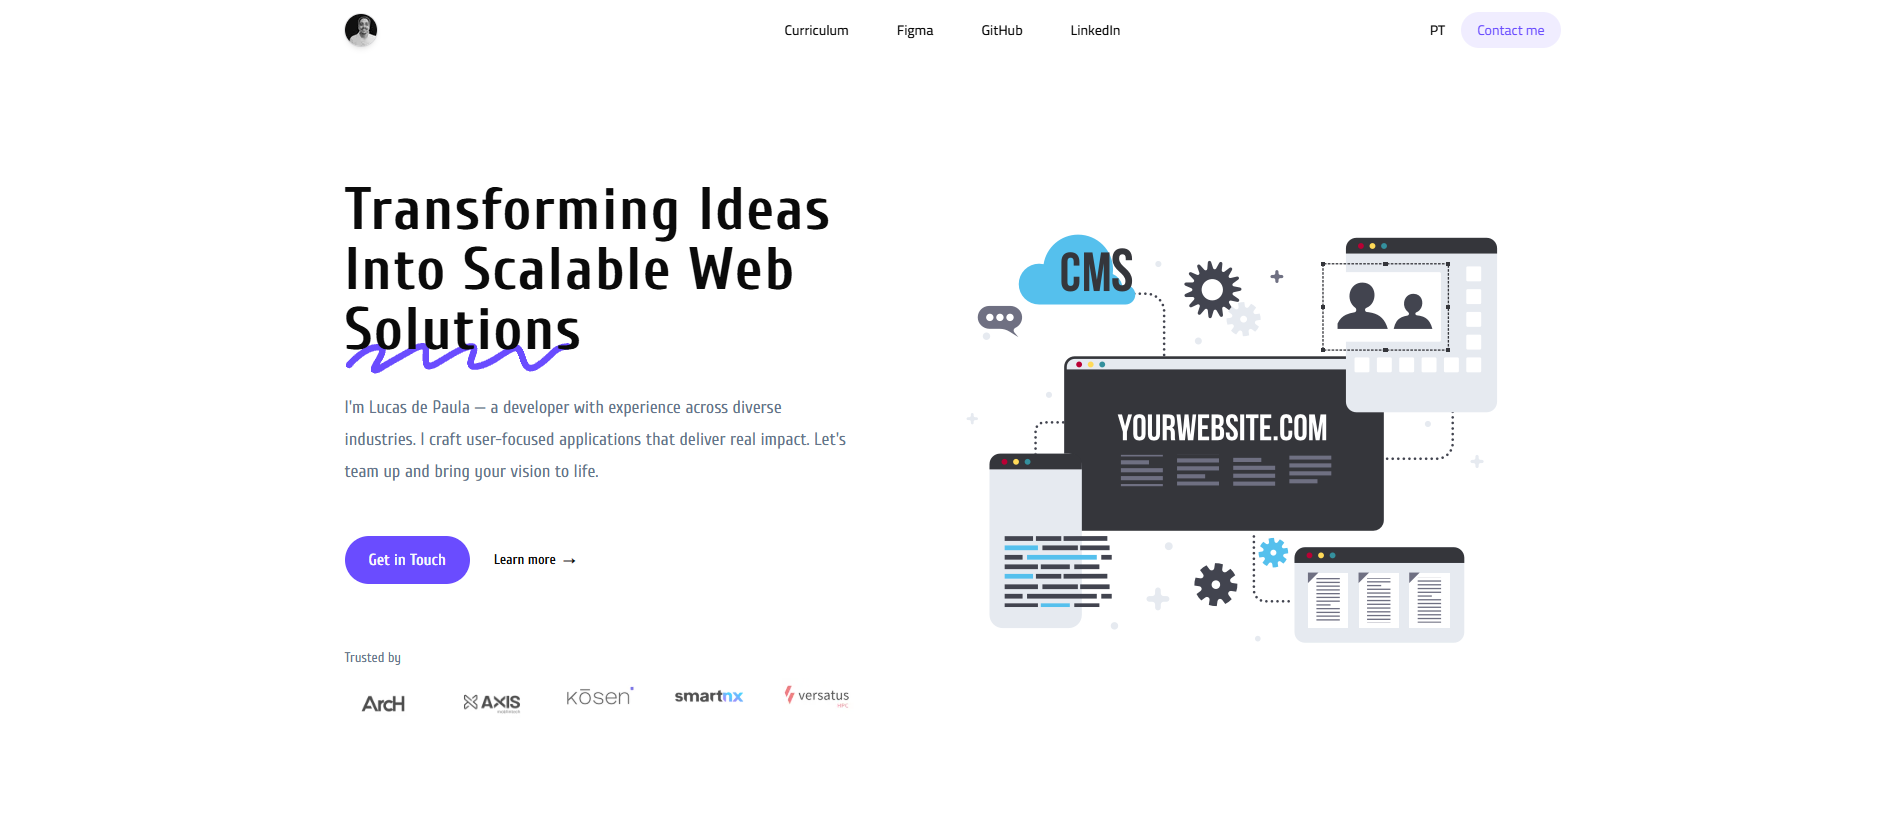 Curriculum Figma GitHub LinkedIn PT Contact me
Transforming Ideas
Into Scalable Web
Solutions
I'm Lucas de Paula — a developer with experience across diverse
industries. I craft user-focused applications that deliver real impact. Let's
team up and bring your vision to life.
Get in Touch Learn more →
Trusted by
ArcH AXIS kōsen smartnx versatus
HPC
CMS
YOURWEBSITE.COM